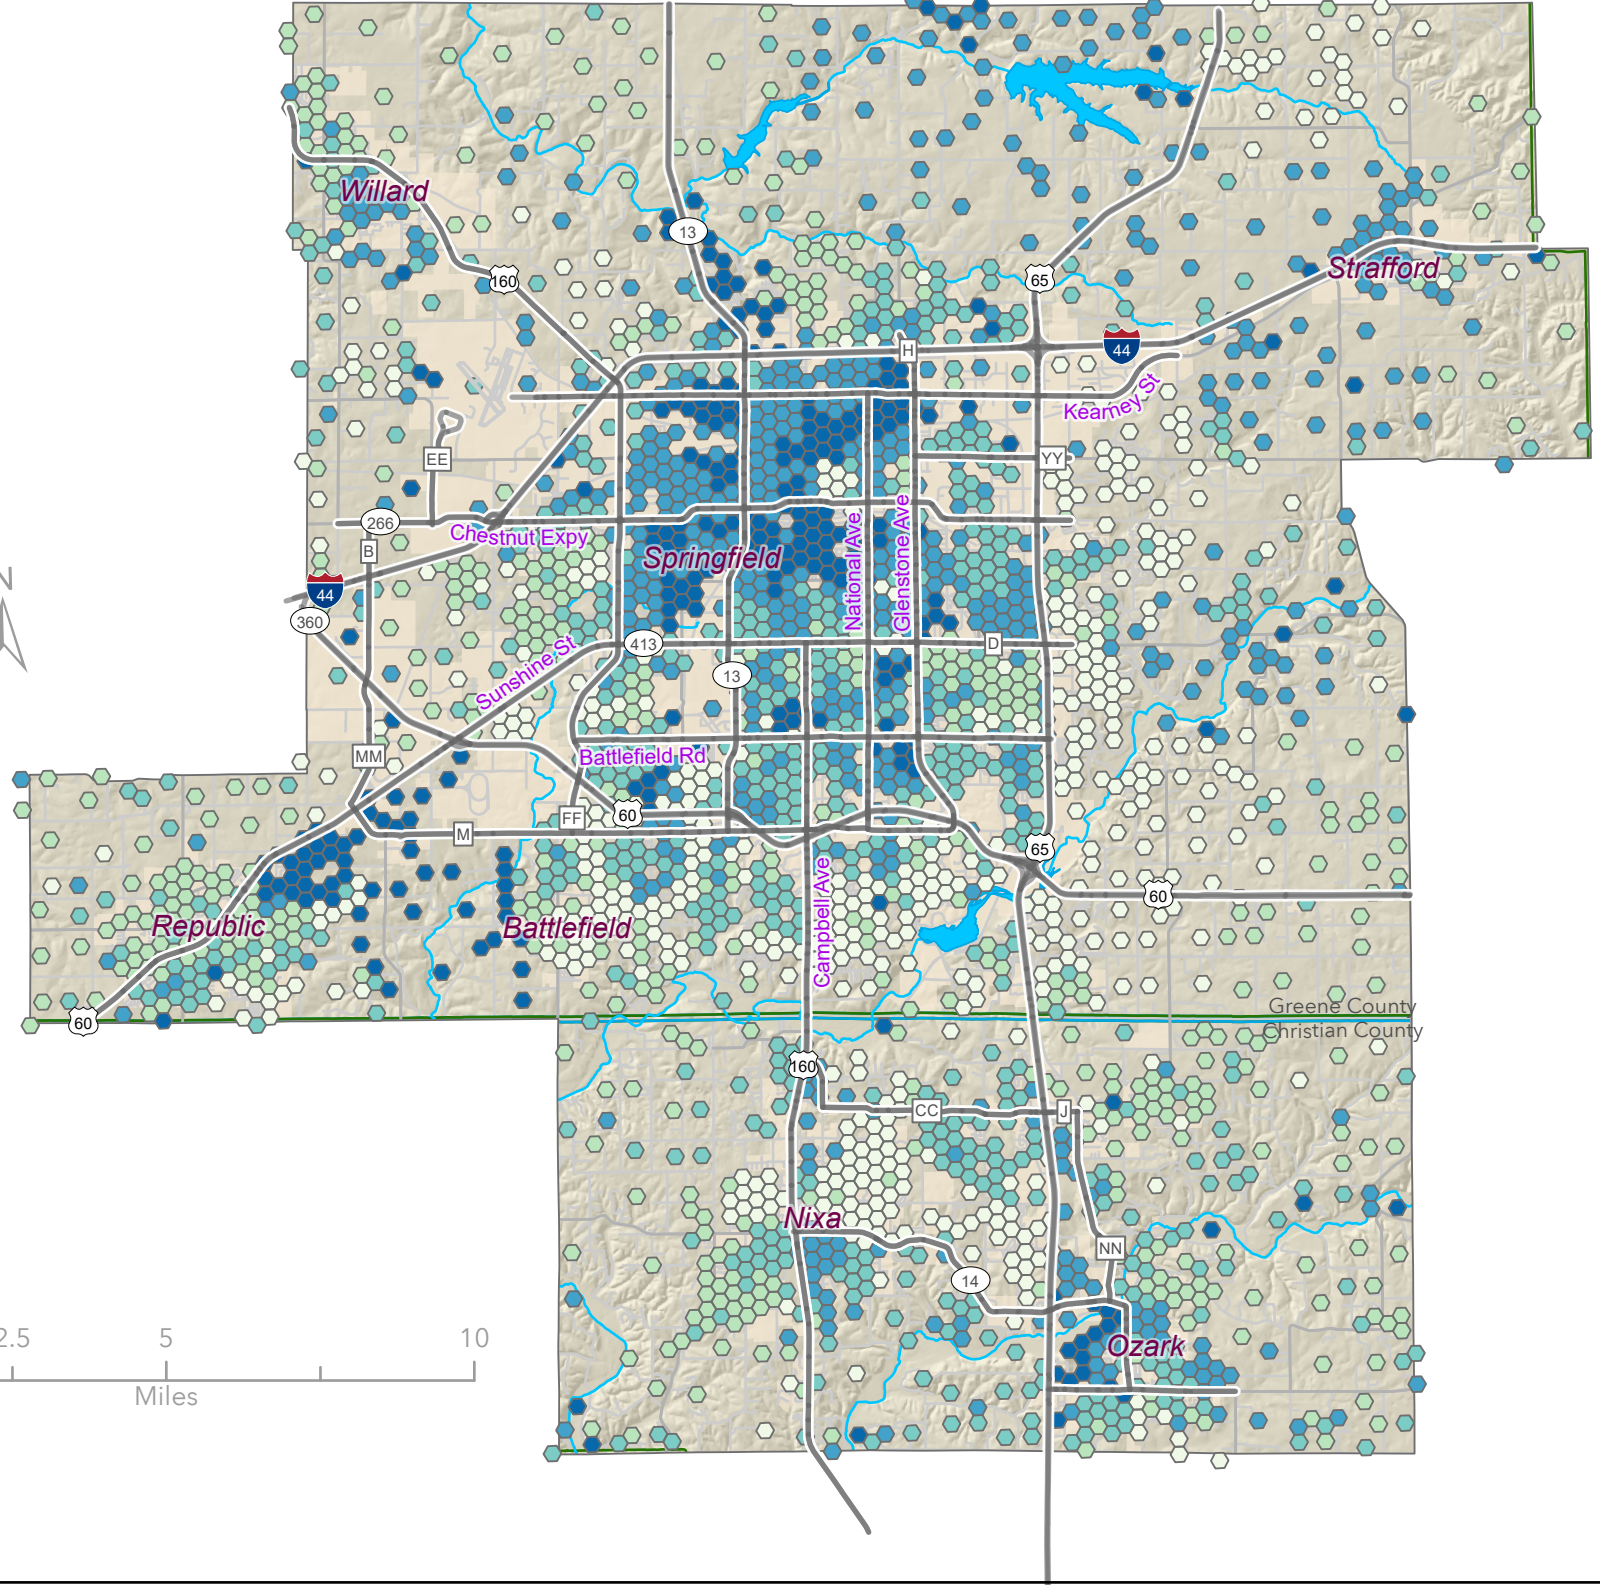 Willard
13
160
65
Strafford
H
44
Kearney St
EE
YY
266
Chestnut Expy
B
Springfield
National Ave
Glenstone Ave
44
360
413
D
Sunshine St
13
MM
Battlefield Rd
60
FF
M
65
60
Campbell Ave
Republic
Battlefield
60
Greene County
Christian County
160
CC
J
Nixa
NN
14
Ozark
N
2.5 5 10
Miles